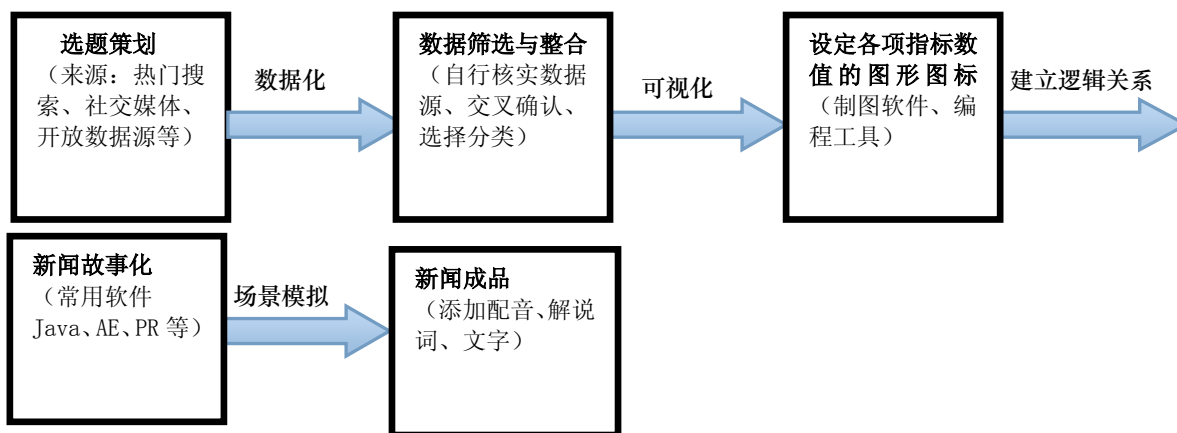 选题策划
（来源：热门搜
索、社交媒体、
开放数据源等）
数据化
数据筛选与整合
（自行核实数据
源、交叉确认、
选择分类）
可视化
设定各项指标数
值的图形图标
（制图软件、编
程工具）
建立逻辑关系
新闻故事化
（常用软件
Java、AE、PR 等）
场景模拟
新闻成品
（添加配音、解说
词、文字）